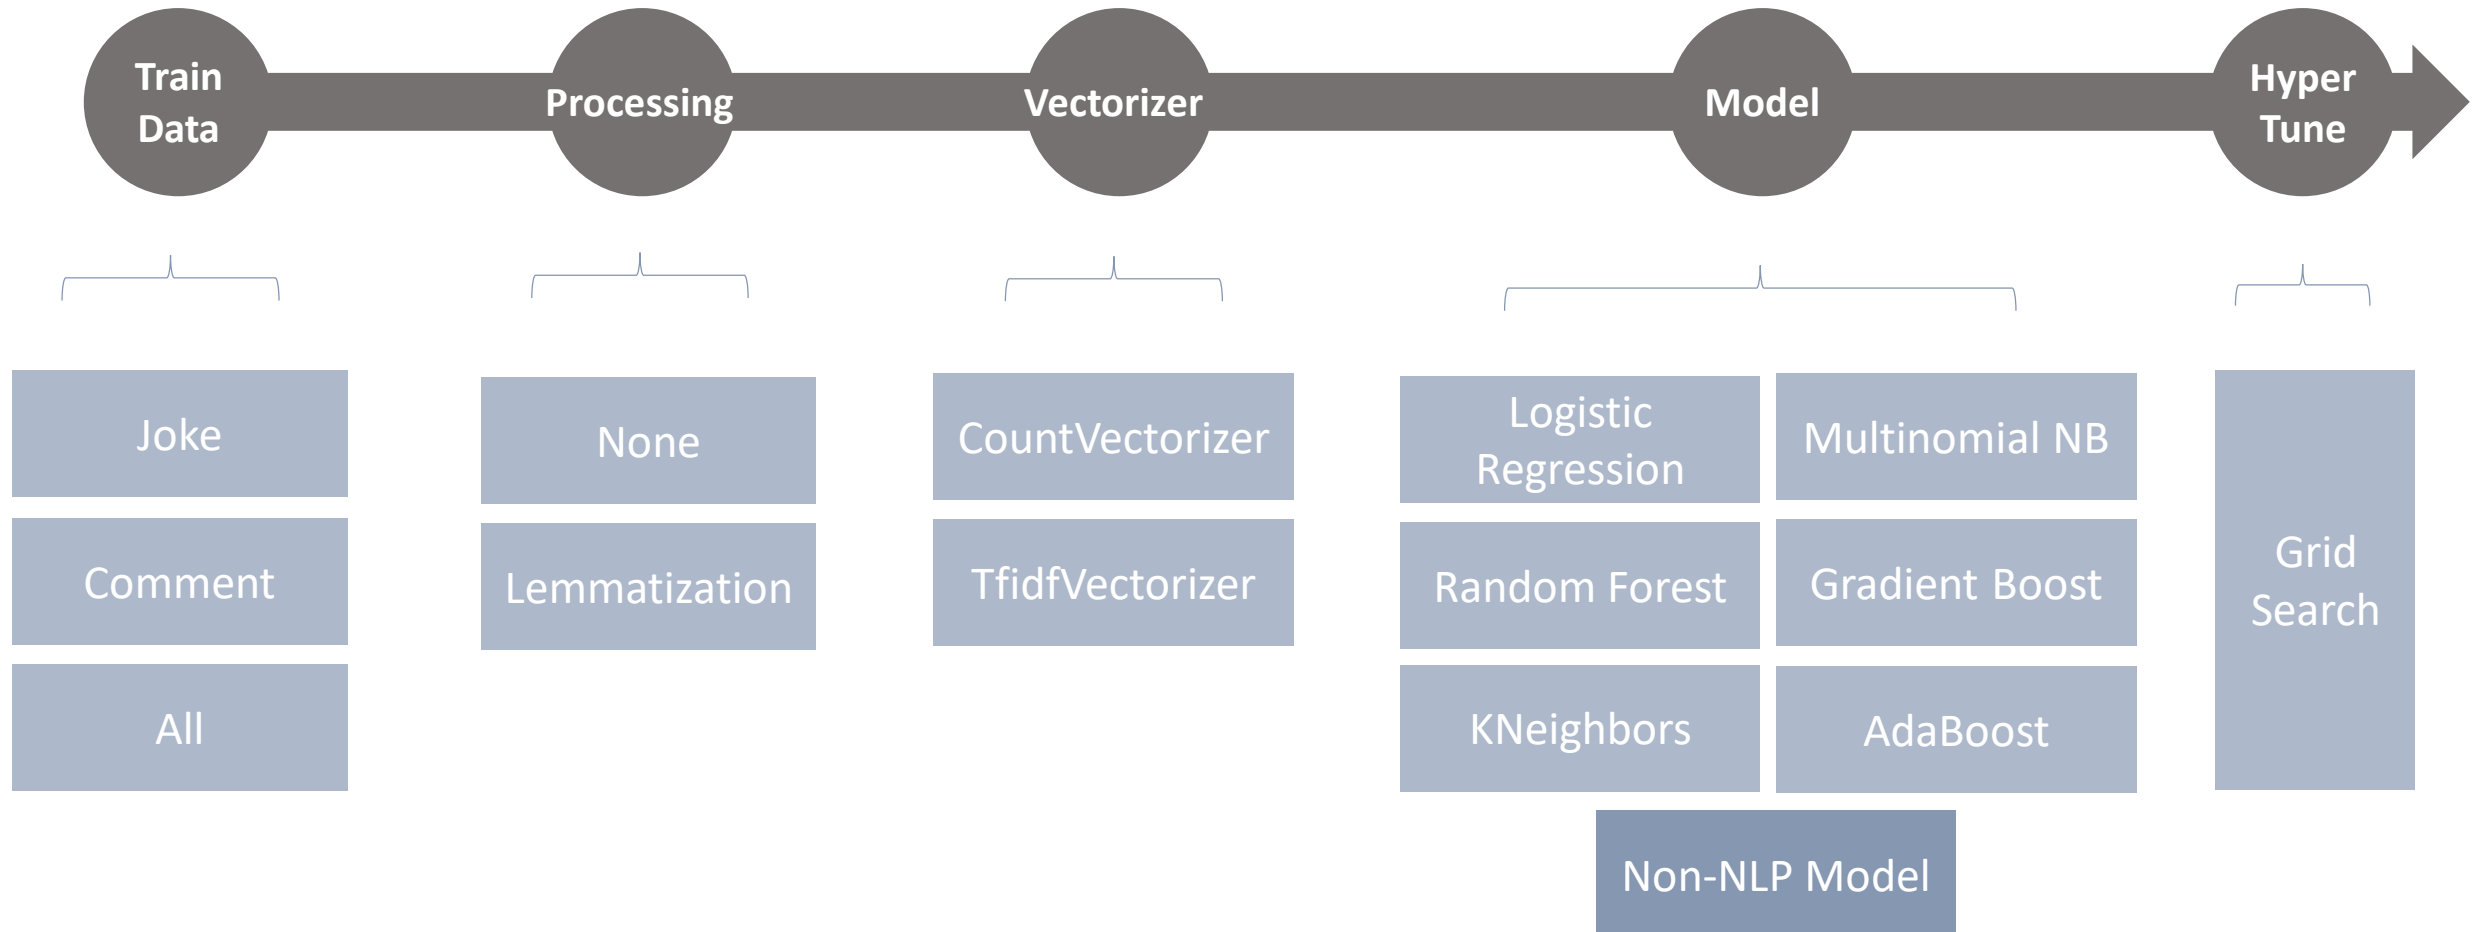 Train
Data
Processing
Vectorizer
Model
Hyper
Tune
Joke
Comment
All
None
Lemmatization
CountVectorizer
TfidfVectorizer
Logistic
Regression
Random Forest
KNeighbors
Multinomial NB
Gradient Boost
AdaBoost
Non-NLP Model
Grid
Search